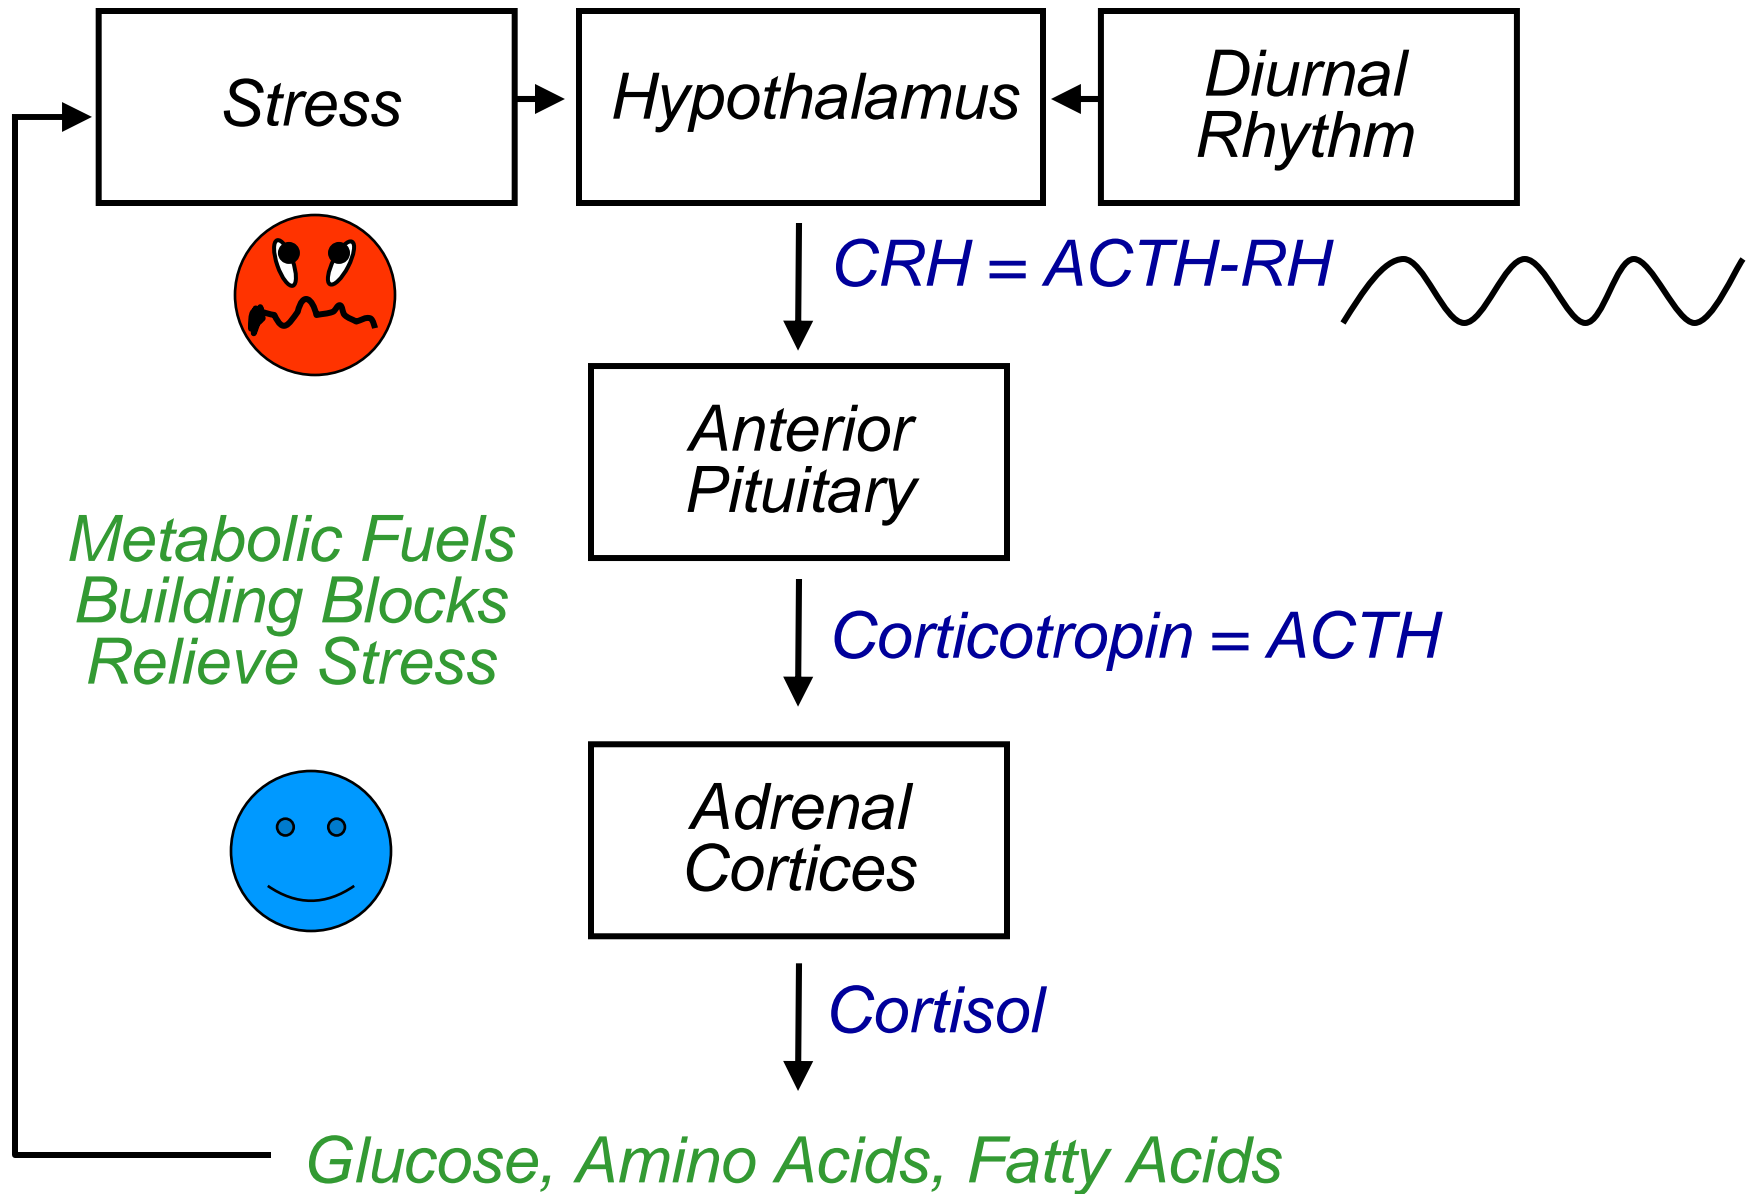 Stress
Hypothalamus
Diurnal
Rhythm
CRH = ACTH-RH
Anterior
Pituitary
Metabolic Fuels
Building Blocks
Relieve Stress
Corticotropin = ACTH
Adrenal
Cortices
Cortisol
Glucose, Amino Acids, Fatty Acids